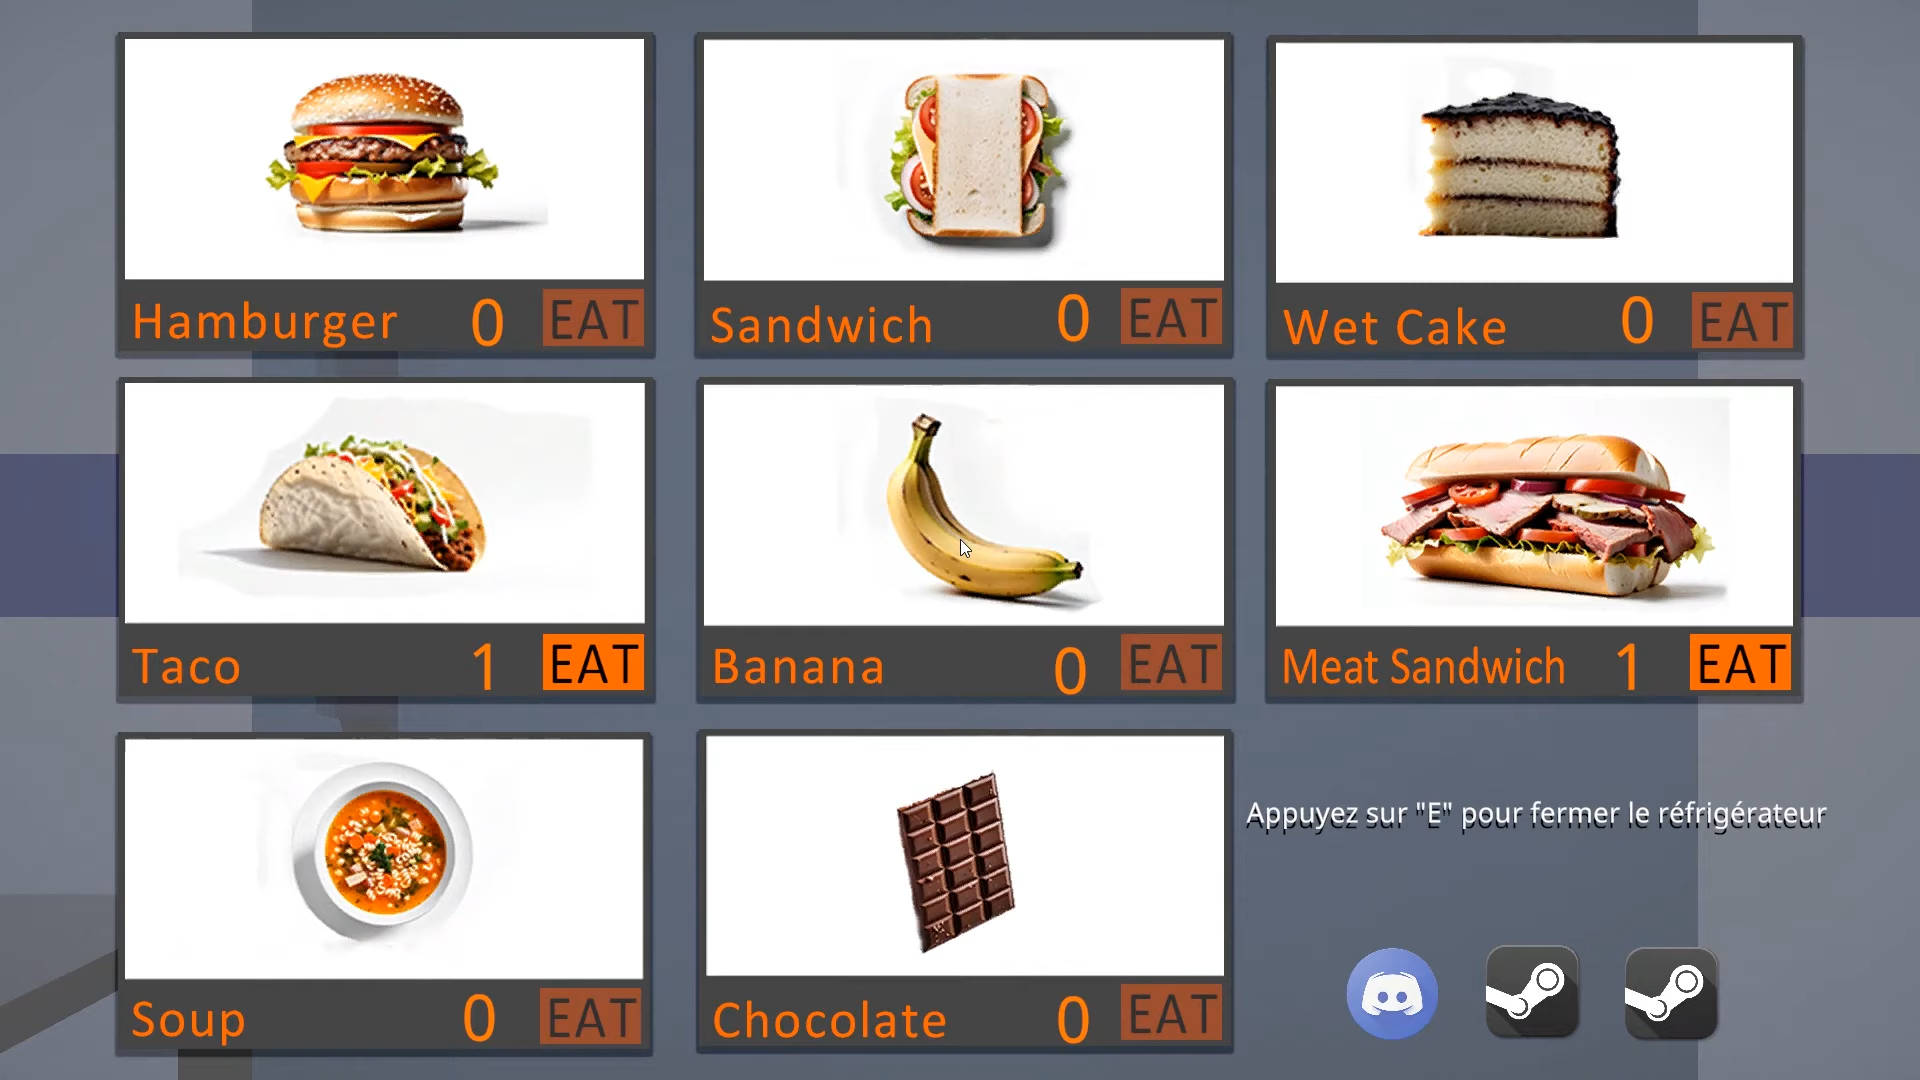 Hamburger 0 EAT
Sandwich 0 EAT
Wet Cake 0 EAT
Taco 1 EAT
Banana 0 EAT
Meat Sandwich 1 EAT
Appuyez sur "E" pour fermer le réfrigérateur
Soup 0 EAT
Chocolate 0 EAT